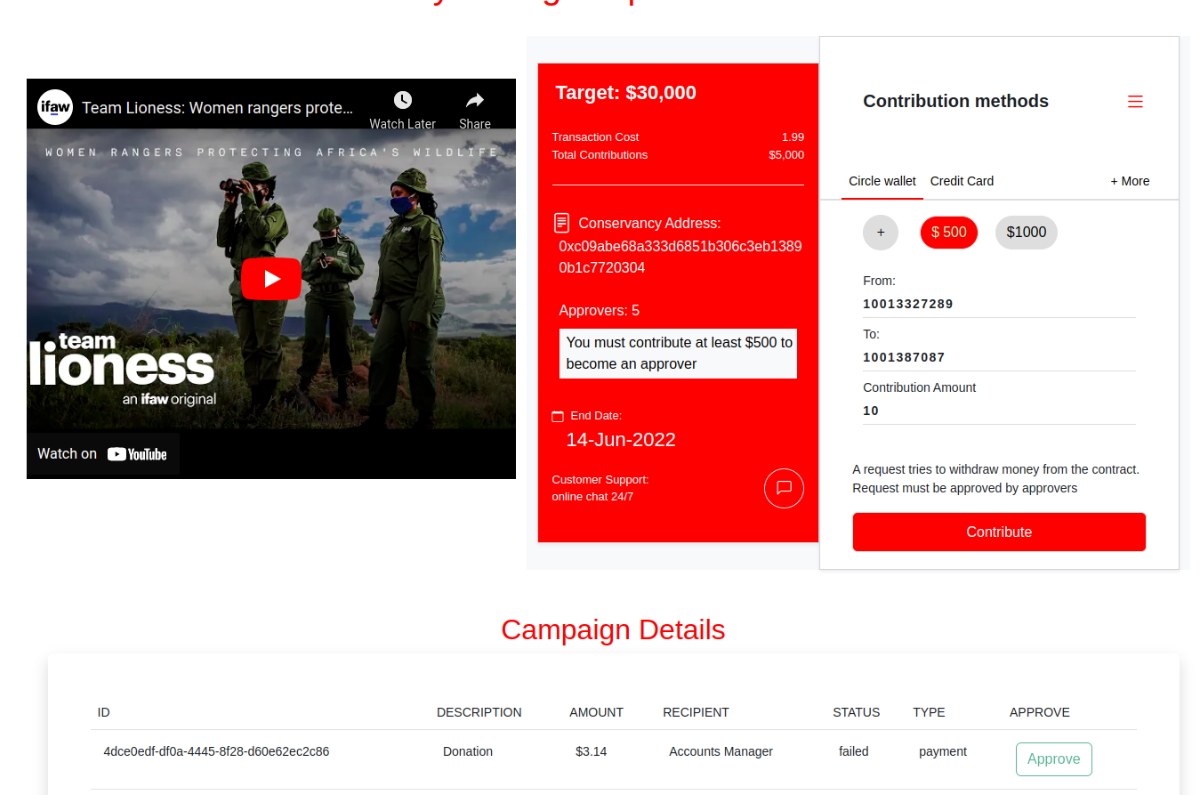 ifaw
Team Lioness: Women rangers prote...
Watch Later
Share
WOMEN RANGERS PROTECTING AFRICA'S WILDLIFE
team
lioness
an ifaw original
Watch on YouTube
Target: $30,000
Transaction Cost 1.99
Total Contributions $5,000
Conservancy Address:
0xc09abe68a333d6851b306c3eb1389
0b1c7720304
Approvers: 5
You must contribute at least $500 to
become an approver
End Date:
14-Jun-2022
Customer Support:
online chat 24/7
Contribution methods
Circle wallet Credit Card + More
+ $ 500 $1000
From:
10013327289
To:
1001387087
Contribution Amount
10
A request tries to withdraw money from the contract.
Request must be approved by approvers
Contribute
Campaign Details
ID DESCRIPTION AMOUNT RECIPIENT STATUS TYPE APPROVE
4dce0edf-df0a-4445-8f28-d60e62ec2c86 Donation $3.14 Accounts Manager failed payment Approve